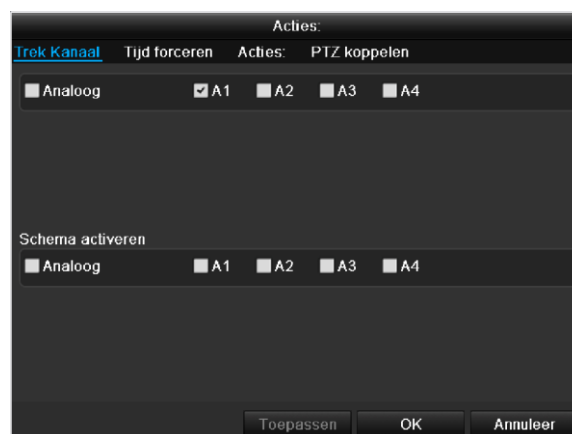 Acties:
Trek Kanaal Tijd forceren Acties: PTZ koppelen
Analoog A1 A2 A3 A4
Schema activeren
Analoog A1 A2 A3 A4
Toepassen OK Annuleer